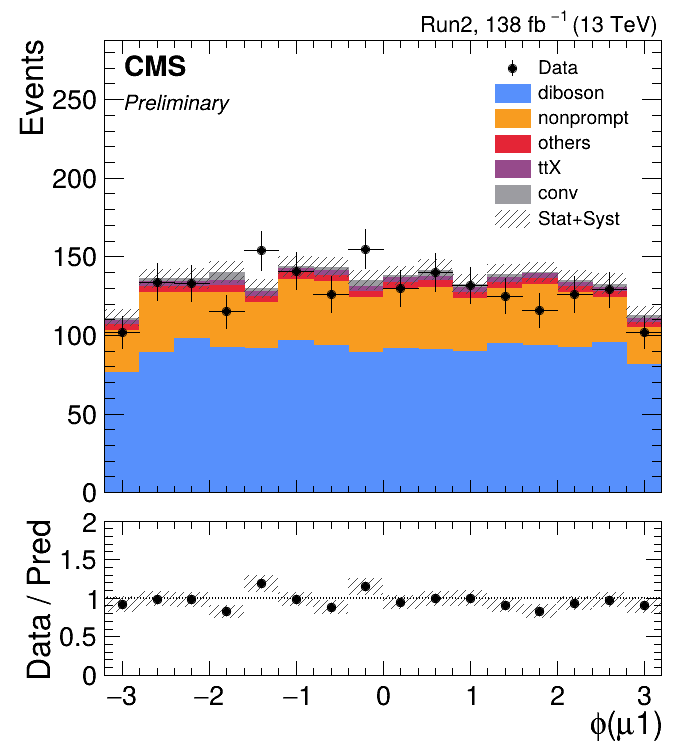 Run2, 138 fb⁻¹ (13 TeV)
Events
CMS
Preliminary
Data
diboson
nonprompt
others
ttX
conv
Stat+Syst
250
200
150
100
50
0
Data / Pred
2
1.5
1
0.5
0
−3 −2 −1 0 1 2 3
ϕ(μ1)